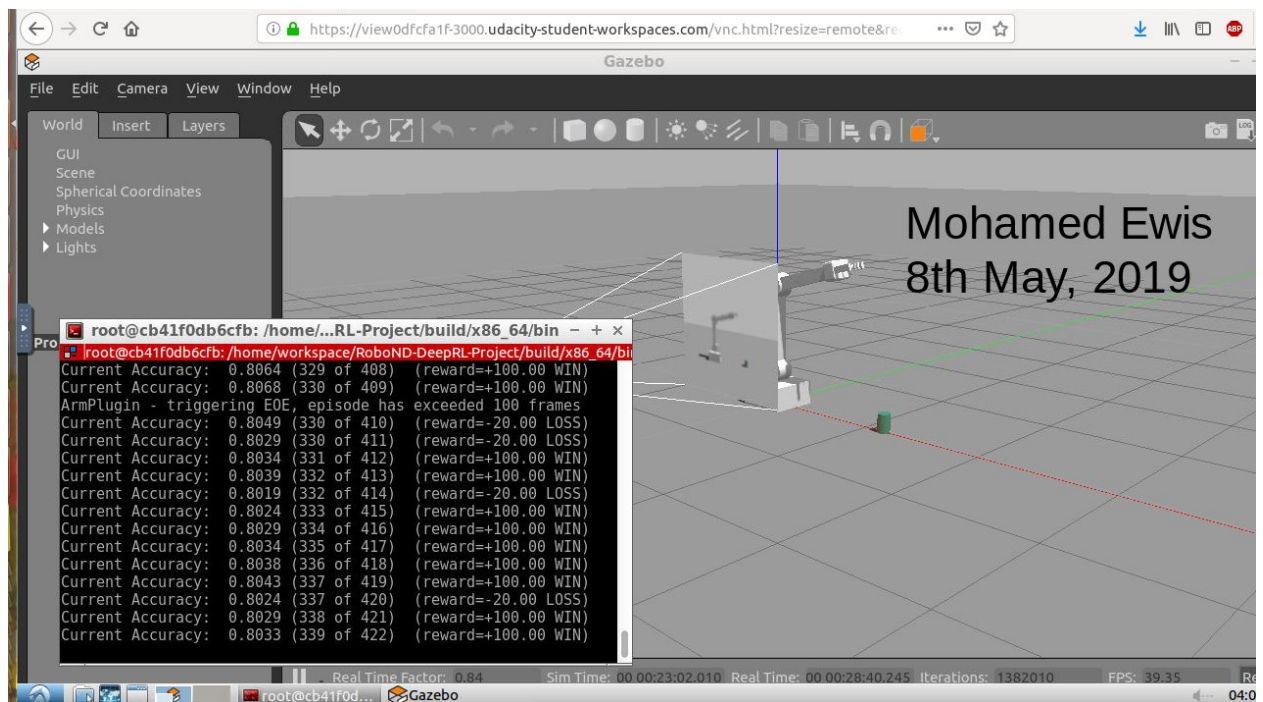 https://view0dfcfa1f-3000.udacity-student-workspaces.com/vnc.html?resize=remote&re
ABP
Gazebo
File Edit Camera View Window Help
World Insert Layers
LOG
GUI
Scene
Spherical Coordinates
Physics
Models
Lights
Mohamed Ewis
8th May, 2019
Pro
root@cb41f0db6cfb: /home/...RL-Project/build/x86_64/bin
root@cb41f0db6cfb: /home/workspace/RoboND-DeepRL-Project/build/x86_64/bi
Current Accuracy: 0.8064 (329 of 408) (reward=+100.00 WIN)
Current Accuracy: 0.8068 (330 of 409) (reward=+100.00 WIN)
ArmPlugin - triggering EOE, episode has exceeded 100 frames
Current Accuracy: 0.8049 (330 of 410) (reward=-20.00 LOSS)
Current Accuracy: 0.8029 (330 of 411) (reward=-20.00 LOSS)
Current Accuracy: 0.8034 (331 of 412) (reward=+100.00 WIN)
Current Accuracy: 0.8039 (332 of 413) (reward=+100.00 WIN)
Current Accuracy: 0.8019 (332 of 414) (reward=-20.00 LOSS)
Current Accuracy: 0.8024 (333 of 415) (reward=+100.00 WIN)
Current Accuracy: 0.8029 (334 of 416) (reward=+100.00 WIN)
Current Accuracy: 0.8034 (335 of 417) (reward=+100.00 WIN)
Current Accuracy: 0.8038 (336 of 418) (reward=+100.00 WIN)
Current Accuracy: 0.8043 (337 of 419) (reward=+100.00 WIN)
Current Accuracy: 0.8024 (337 of 420) (reward=-20.00 LOSS)
Current Accuracy: 0.8029 (338 of 421) (reward=+100.00 WIN)
Current Accuracy: 0.8033 (339 of 422) (reward=+100.00 WIN)
Real Time Factor: 0.84 Sim Time: 00 00:23:02.010 Real Time: 00 00:28:40.245 Iterations: 1382010 FPS: 39.35 Re
root@cb41f0d... Gazebo 04:0